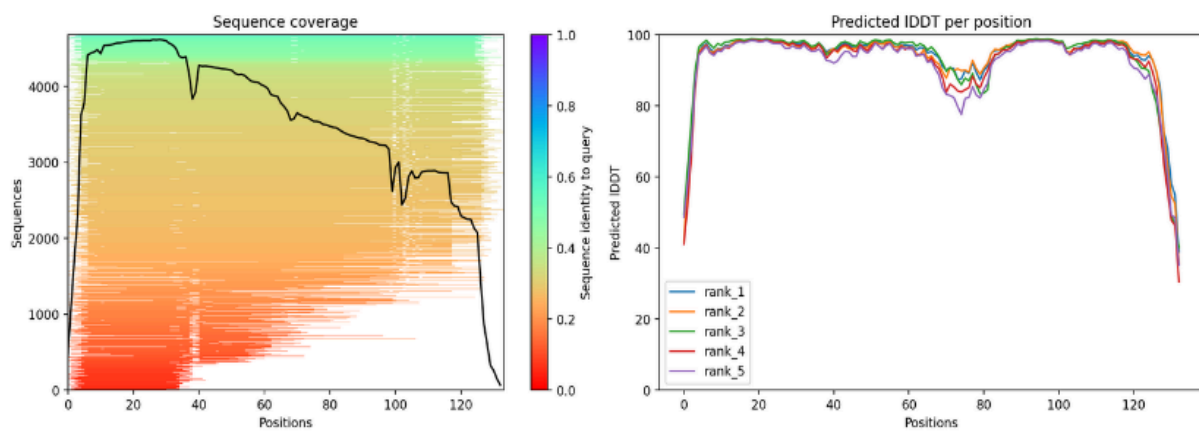 Sequence coverage
Sequences
4000
3000
2000
1000
0
0 20 40 60 80 100 120
Positions
1.0
0.8
0.6
0.4
0.2
0.0
Sequence identity to query
Predicted lDDT per position
Predicted lDDT
100
80
60
40
20
0
rank_1
rank_2
rank_3
rank_4
rank_5
0 20 40 60 80 100 120
Positions